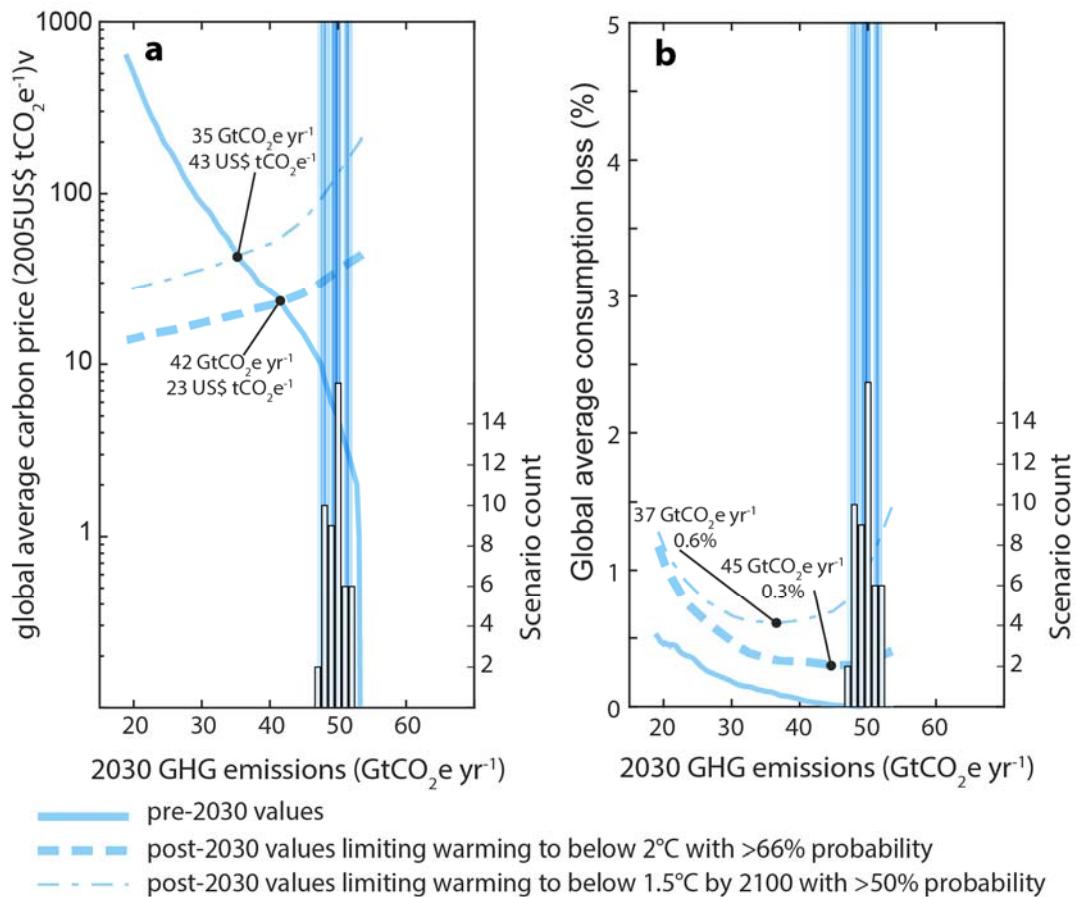 a
global average carbon price (2005US$ tCO₂e⁻¹)v
1000
100
10
1
35 GtCO₂e yr⁻¹
43 US$ tCO₂e⁻¹
42 GtCO₂e yr⁻¹
23 US$ tCO₂e⁻¹
14
12
10
8
6
4
2
Scenario count
20 30 40 50 60
2030 GHG emissions (GtCO₂e yr⁻¹)
b
Global average consumption loss (%)
5
4
3
2
1
0
37 GtCO₂e yr⁻¹
0.6%
45 GtCO₂e yr⁻¹
0.3%
14
12
10
8
6
4
2
Scenario count
20 30 40 50 60
2030 GHG emissions (GtCO₂e yr⁻¹)
pre-2030 values
post-2030 values limiting warming to below 2°C with >66% probability
post-2030 values limiting warming to below 1.5°C by 2100 with >50% probability